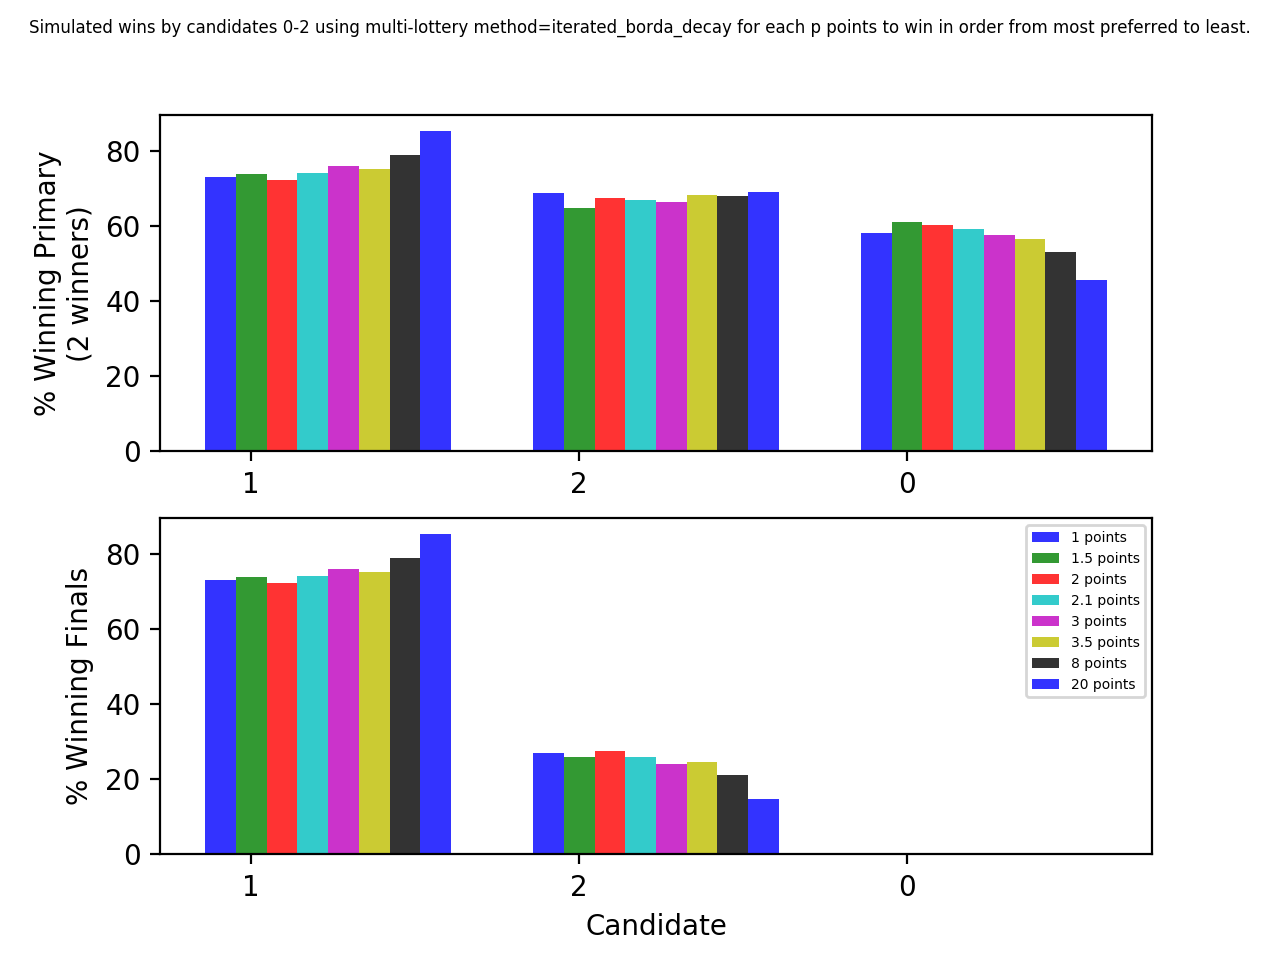 Simulated wins by candidates 0-2 using multi-lottery method=iterated_borda_decay for each p points to win in order from most preferred to least.
% Winning Primary
(2 winners)
80
60
40
20
0
1
2
0
% Winning Finals
80
60
40
20
0
1 points
1.5 points
2 points
2.1 points
3 points
3.5 points
8 points
20 points
1
2
0
Candidate